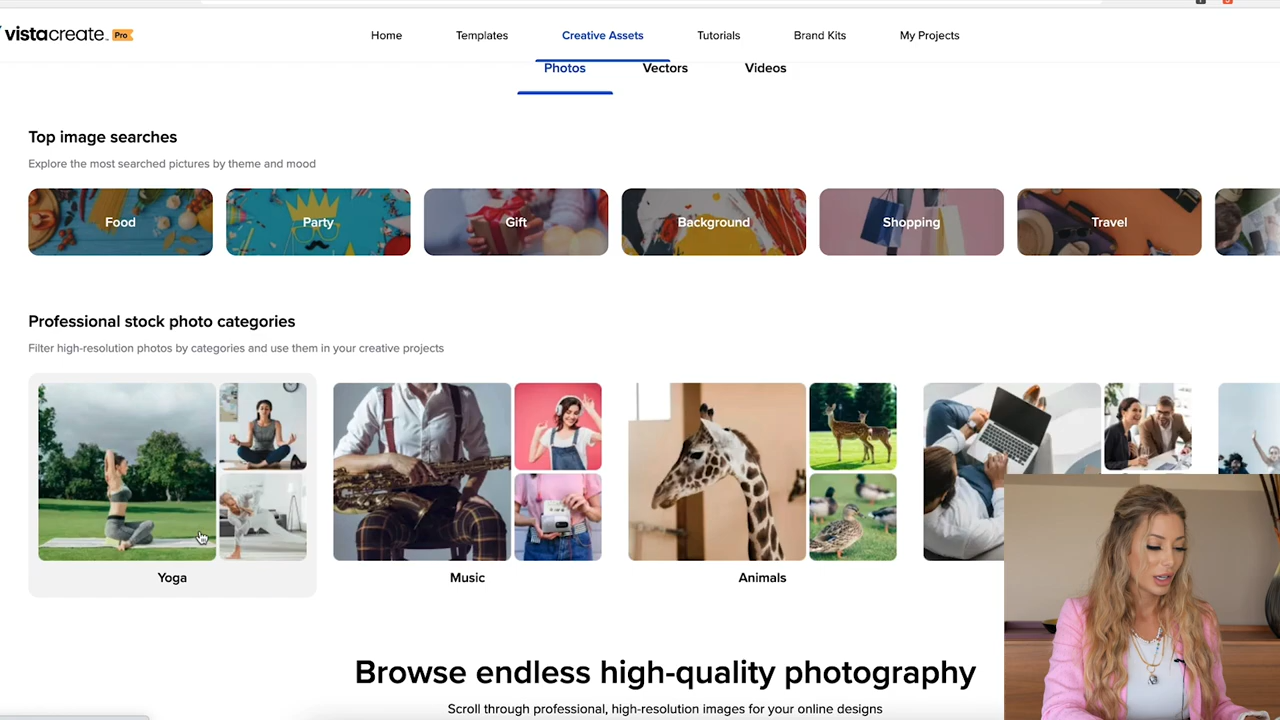 vistacreate. Pro
Home
Templates
Creative Assets
Tutorials
Brand Kits
My Projects
Photos
Vectors
Videos
Top image searches
Explore the most searched pictures by theme and mood
Food
Party
Gift
Background
Shopping
Travel
Professional stock photo categories
Filter high-resolution photos by categories and use them in your creative projects
Yoga
Music
Animals
Browse endless high-quality photography
Scroll through professional, high-resolution images for your online designs